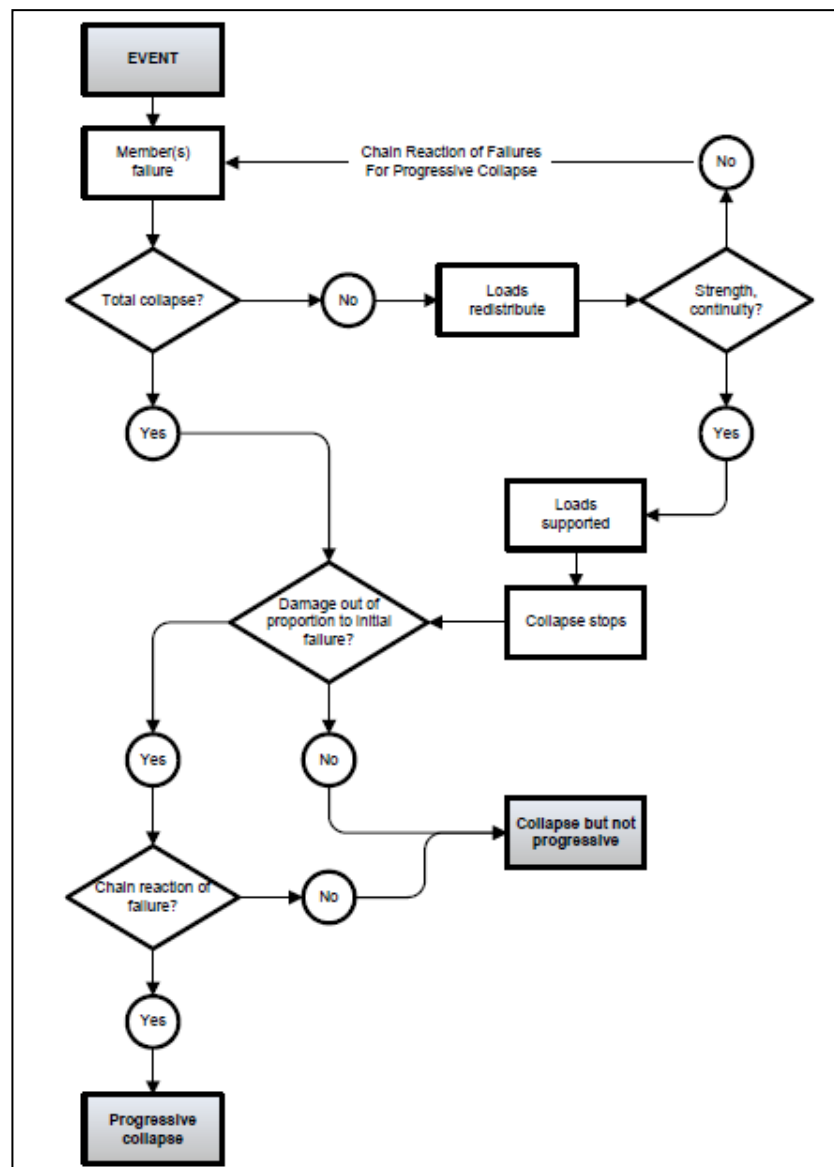 EVENT
Member(s)
failure
Chain Reaction of Failures
For Progressive Collapse
No
Total collapse?
No
Loads
redistribute
Strength,
continuity?
Yes
Yes
Loads
supported
Damage out of
proportion to initial
failure?
Collapse stops
Yes
No
Collapse but not
progressive
Chain reaction of
failure?
No
Yes
Progressive
collapse